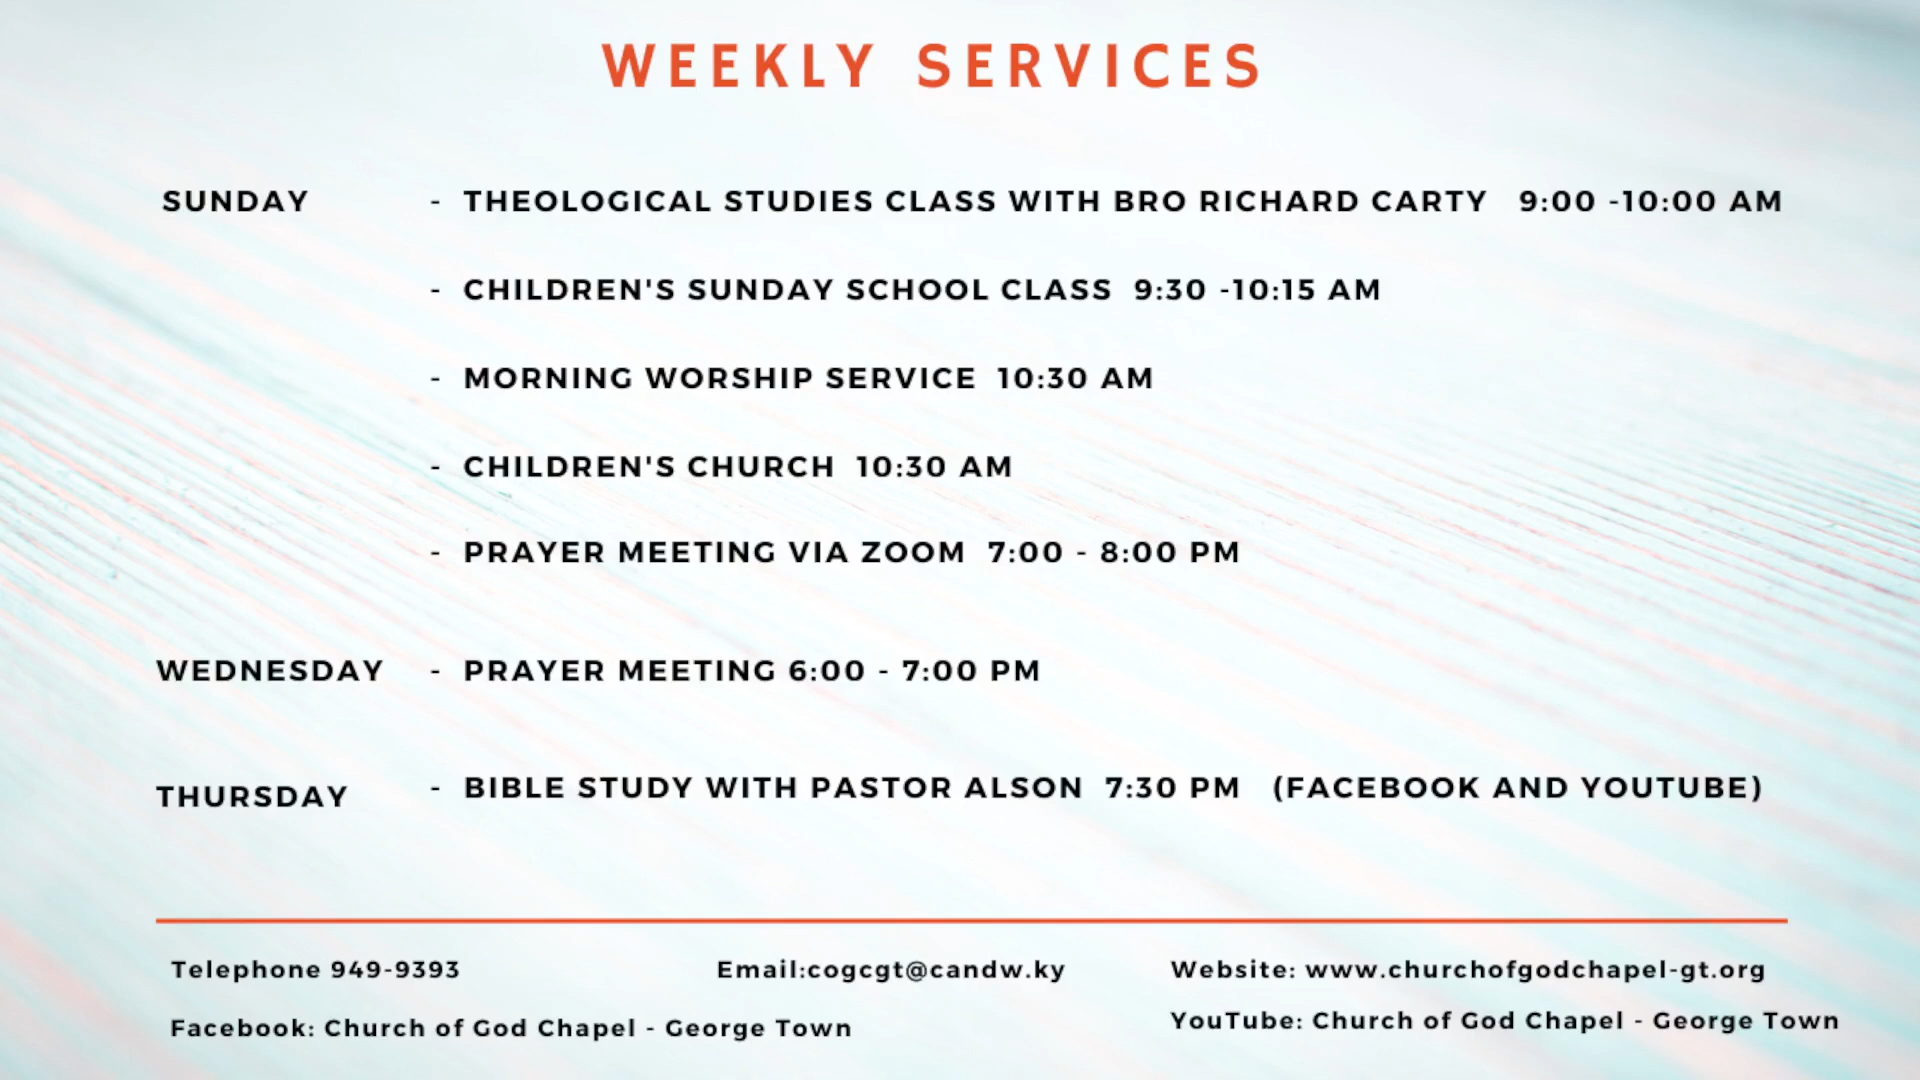 WEEKLY SERVICES
SUNDAY - THEOLOGICAL STUDIES CLASS WITH BRO RICHARD CARTY 9:00 -10:00 AM
- CHILDREN'S SUNDAY SCHOOL CLASS 9:30 -10:15 AM
- MORNING WORSHIP SERVICE 10:30 AM
- CHILDREN'S CHURCH 10:30 AM
- PRAYER MEETING VIA ZOOM 7:00 - 8:00 PM
WEDNESDAY - PRAYER MEETING 6:00 - 7:00 PM
THURSDAY - BIBLE STUDY WITH PASTOR ALSON 7:30 PM (FACEBOOK AND YOUTUBE)
Telephone 949-9393 Email:cogcgt@candw.ky Website: www.churchofgodchapel-gt.org
Facebook: Church of God Chapel - George Town YouTube: Church of God Chapel - George Town